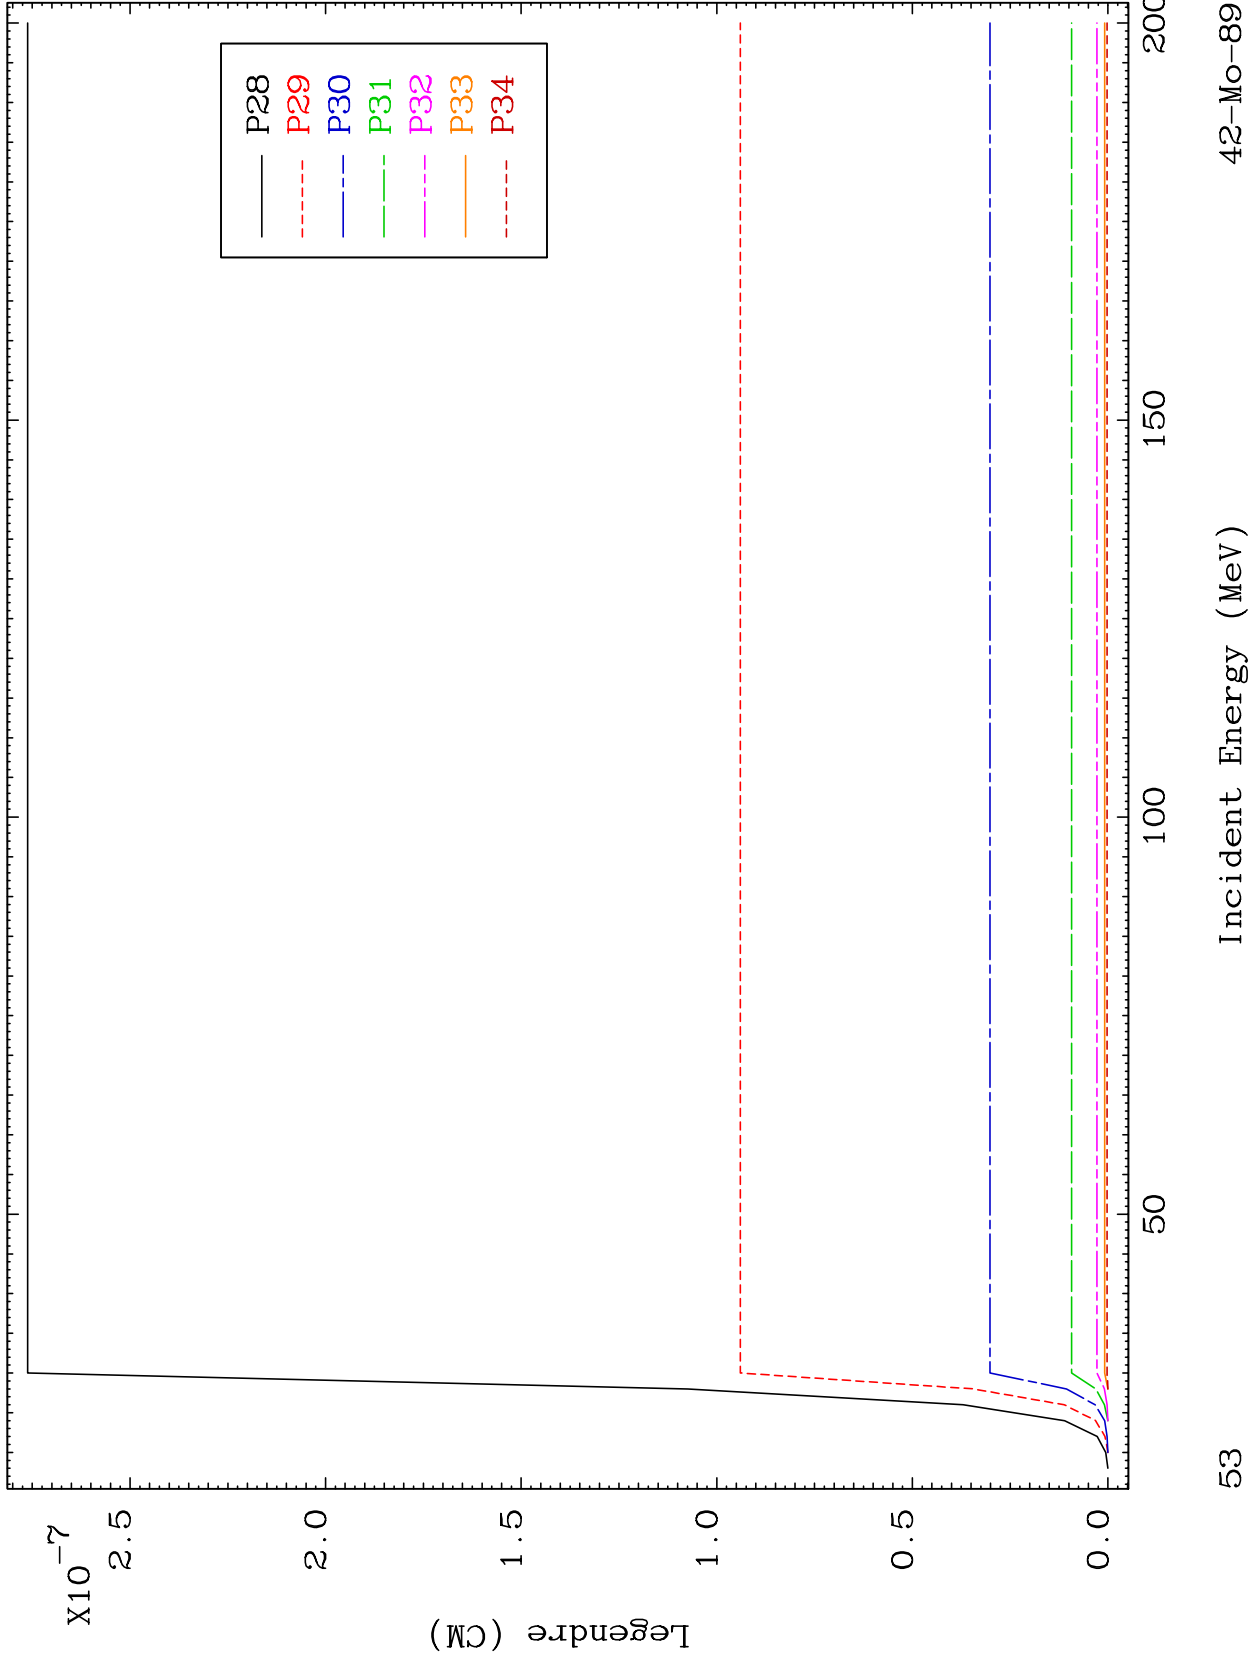 X10-7
2.5
2.0
1.5
1.0
0.5
0.0
Legendre (CM)
P28
P29
P30
P31
P32
P33
P34
50
100
150
200
53
Incident Energy (MeV)
42-Mo-89